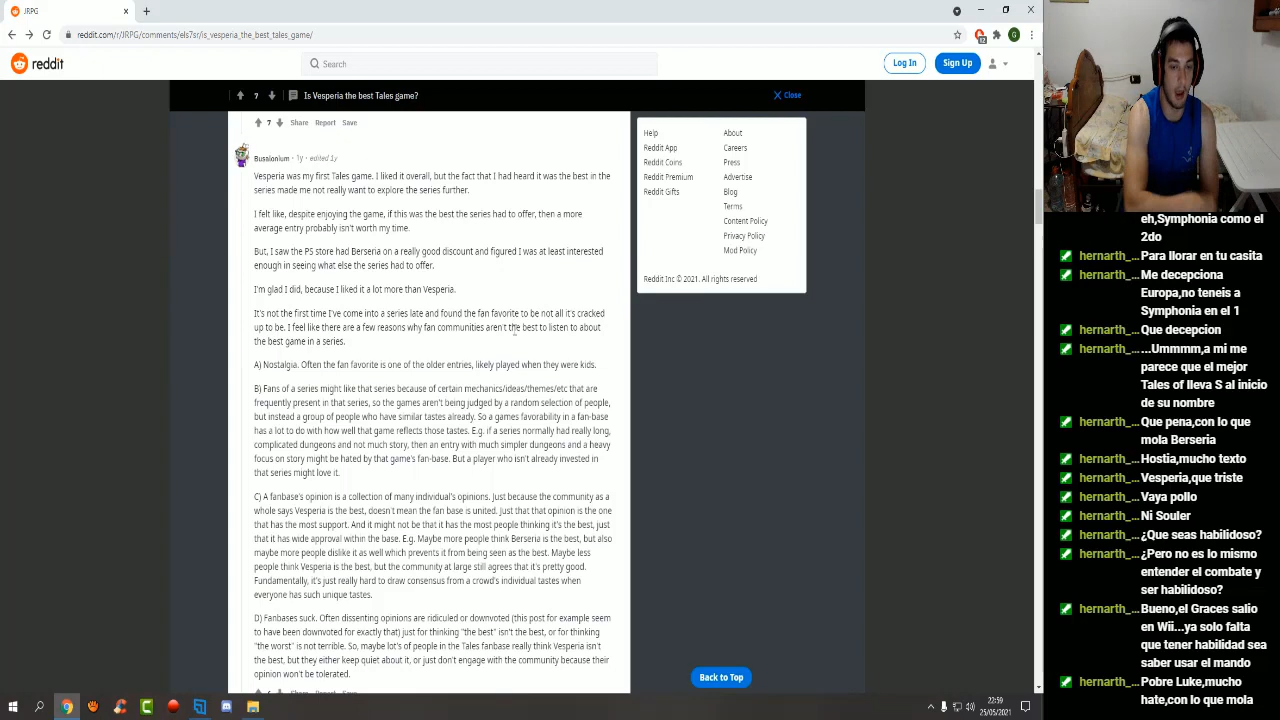 JRPG
reddit.com/r/JRPG/comments/els7sr/is_vesperia_the_best_tales_game/
G
reddit
Search
Log In
Sign Up
7
Is Vesperia the best Tales game?
Close
7 Share Report Save
Busalonium · 1y · edited 1y
Vesperia was my first Tales game. I liked it overall, but the fact that I had heard it was the best in the
series made me not really want to explore the series further.
I felt like, despite enjoying the game, if this was the best the series had to offer, then a more
average entry probably isn't worth my time.
But, I saw the PS store had Berseria on a really good discount and figured I was at least interested
enough in seeing what else the series had to offer.
I'm glad I did, because I liked it a lot more than Vesperia.
It's not the first time I've come into a series late and found the fan favorite to be not all it's cracked
up to be. I feel like there are a few reasons why fan communities aren't the best to listen to about
the best game in a series.
A) Nostalgia. Often the fan favorite is one of the older entries, likely played when they were kids.
B) Fans of a series might like that series because of certain mechanics/ideas/themes/etc that are
frequently present in that series, so the games aren't being judged by a random selection of people,
but instead a group of people who have similar tastes already. So a games favorability in a fan-base
has a lot to do with how well that game reflects those tastes. E.g. if a series normally had really long,
complicated dungeons and not much story, then an entry with much simpler dungeons and a heavy
focus on story might be hated by that game's fan-base. But a player who isn't already invested in
that series might love it.
C) A fanbase's opinion is a collection of many individual's opinions. Just because the community as a
whole says Vesperia is the best, doesn't mean the fan base is united. Just that that opinion is the one
that has the most support. And it might not be that it has the most people thinking it's the best, just
that it has wide approval within the base. E.g. Maybe more people think Berseria is the best, but also
maybe more people dislike it as well which prevents it from being seen as the best. Maybe less
people think Vesperia is the best, but the community at large still agrees that it's pretty good.
Fundamentally, it's just really hard to draw consensus from a crowd's individual tastes when
everyone has such unique tastes.
D) Fanbases suck. Often dissenting opinions are ridiculed or downvoted (this post for example seem
to have been downvoted for exactly that) just for thinking "the best" isn't the best, or for thinking
"the worst" is not terrible. So, maybe lot's of people in the Tales fanbase really think Vesperia isn't
the best, but they either keep quiet about it, or just don't engage with the community because their
opinion won't be tolerated.
Share Report Save
Help
About
Reddit App
Careers
Reddit Coins
Press
Reddit Premium
Advertise
Reddit Gifts
Blog
Terms
Content Policy
Privacy Policy
Mod Policy
Reddit Inc © 2021. All rights reserved
Back to Top
22:59
25/05/2021
eh,Symphonia como el
2do
hernarth_... Para llorar en tu casita
hernarth_... Me decepciona
Europa,no teneis a
Symphonia en el 1
hernarth_... Que decepcion
hernarth_... ...Ummmm,a mi me
parece que el mejor
Tales of lleva S al inicio
de su nombre
hernarth_... Que pena,con lo que
mola Berseria
hernarth_... Hostia,mucho texto
hernarth_... Vesperia,que triste
hernarth_... Vaya pollo
hernarth_... Ni Souler
hernarth_... ¿Que seas habilidoso?
hernarth_... ¿Pero no es lo mismo
entender el combate y
ser habilidoso?
hernarth_... Bueno,el Graces salio
en Wii...ya solo falta
que tener habilidad sea
saber usar el mando
hernarth_... Pobre Luke,mucho
hate,con lo que mola